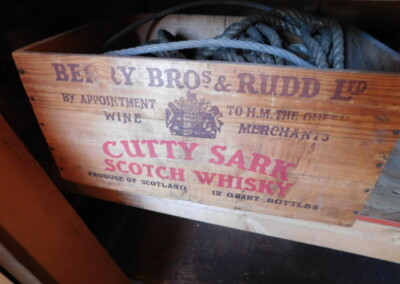 BERRY BROS & RUDD LTD
BY APPOINTMENT TO H.M. THE QUEEN
WINE MERCHANTS
CUTTY SARK
SCOTCH WHISKY
PRODUCE OF SCOTLAND 12 QUART BOTTLES